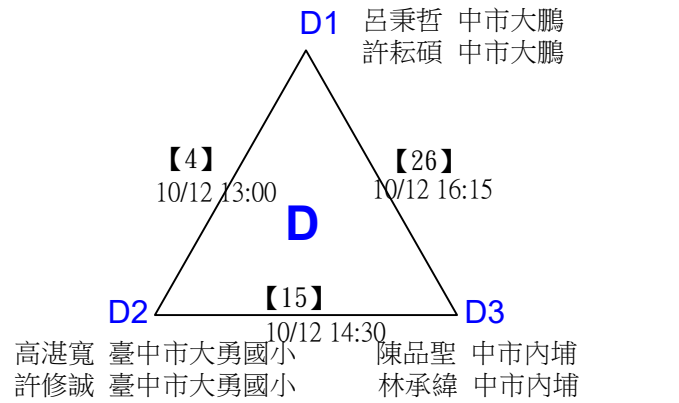 D1 呂秉哲 中市大鵬
許耘碩 中市大鵬
【4】 【26】
10/12 13:00 10/12 16:15
D
【15】
D2 D3
10/12 14:30
高湛寬 臺中市大勇國小 陳品聖 中市內埔
許修誠 臺中市大勇國小 林承緯 中市內埔